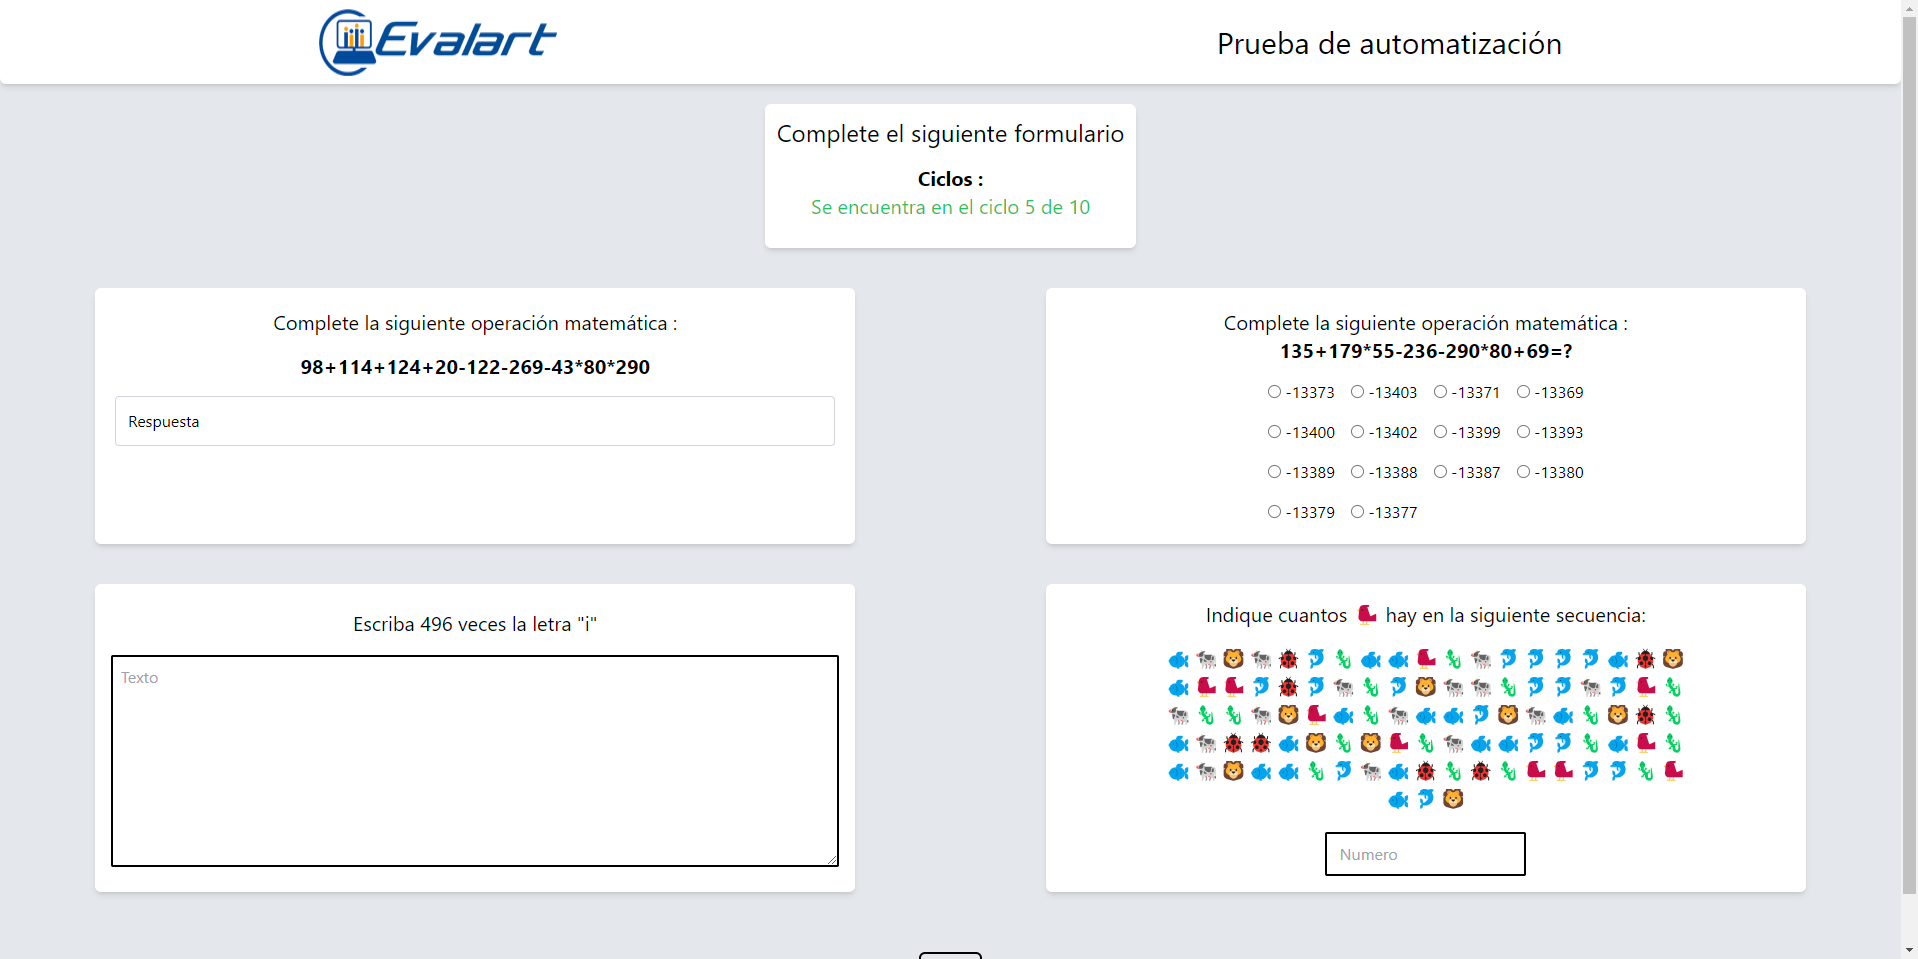 Evalart
Prueba de automatización
Complete el siguiente formulario
Ciclos :
Se encuentra en el ciclo 5 de 10
Complete la siguiente operación matemática :
98+114+124+20-122-269-43*80*290
Respuesta
Complete la siguiente operación matemática :
135+179*55-236-290*80+69=?
-13373 -13403 -13371 -13369
-13400 -13402 -13399 -13393
-13389 -13388 -13387 -13380
-13379 -13377
Escriba 496 veces la letra "i"
Texto
Indique cuantos hay en la siguiente secuencia:
Numero